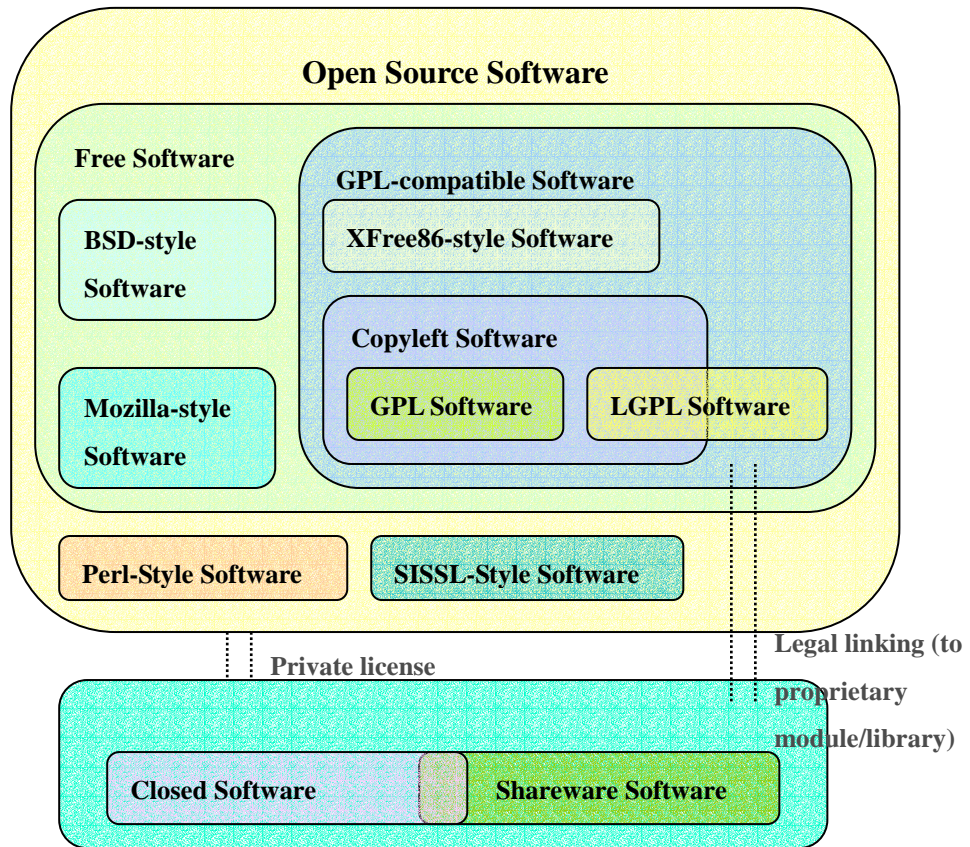 Open Source Software
Free Software
GPL-compatible Software
BSD-style
Software
XFree86-style Software
Copyleft Software
Mozilla-style
Software
GPL Software
LGPL Software
Perl-Style Software
SISSL-Style Software
Private license
Legal linking (to
proprietary
module/library)
Closed Software
Shareware Software